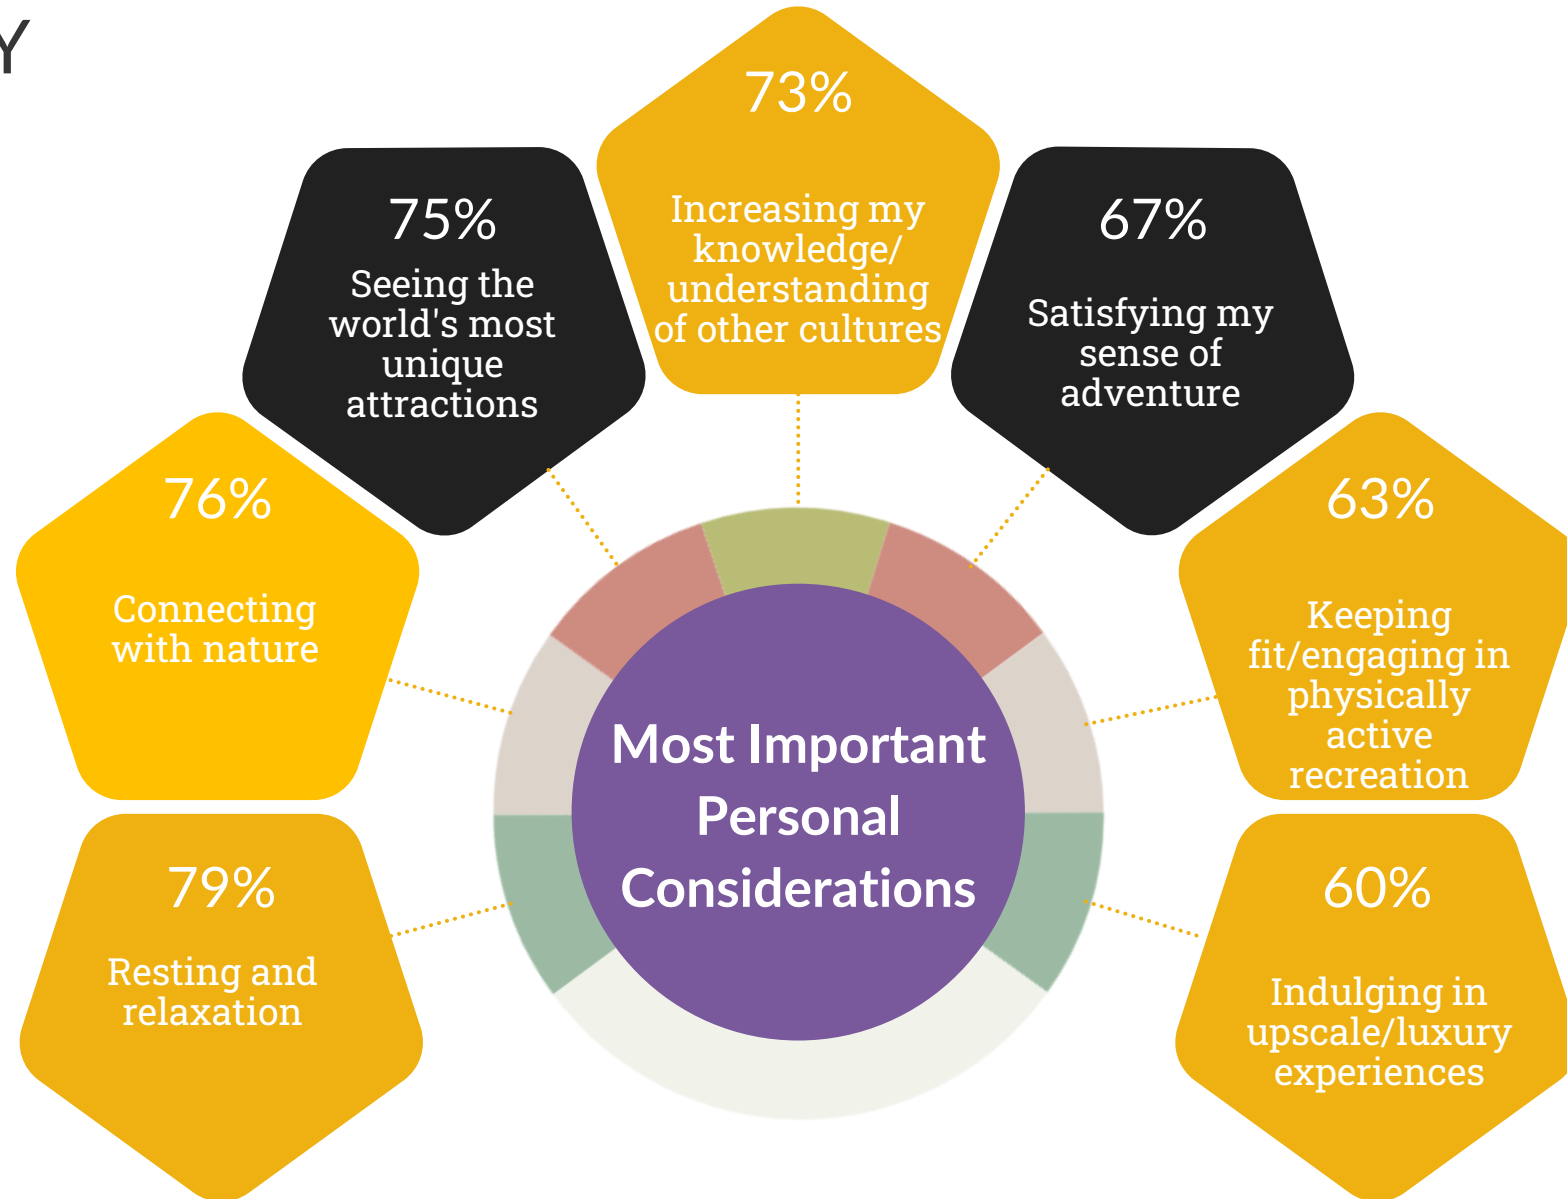 Y
73%
Increasing my
knowledge/
understanding
of other cultures
75%
Seeing the
world's most
unique
attractions
67%
Satisfying my
sense of
adventure
76%
Connecting
with nature
63%
Keeping
fit/engaging in
physically
active
recreation
79%
Resting and
relaxation
60%
Indulging in
upscale/luxury
experiences
Most Important
Personal
Considerations